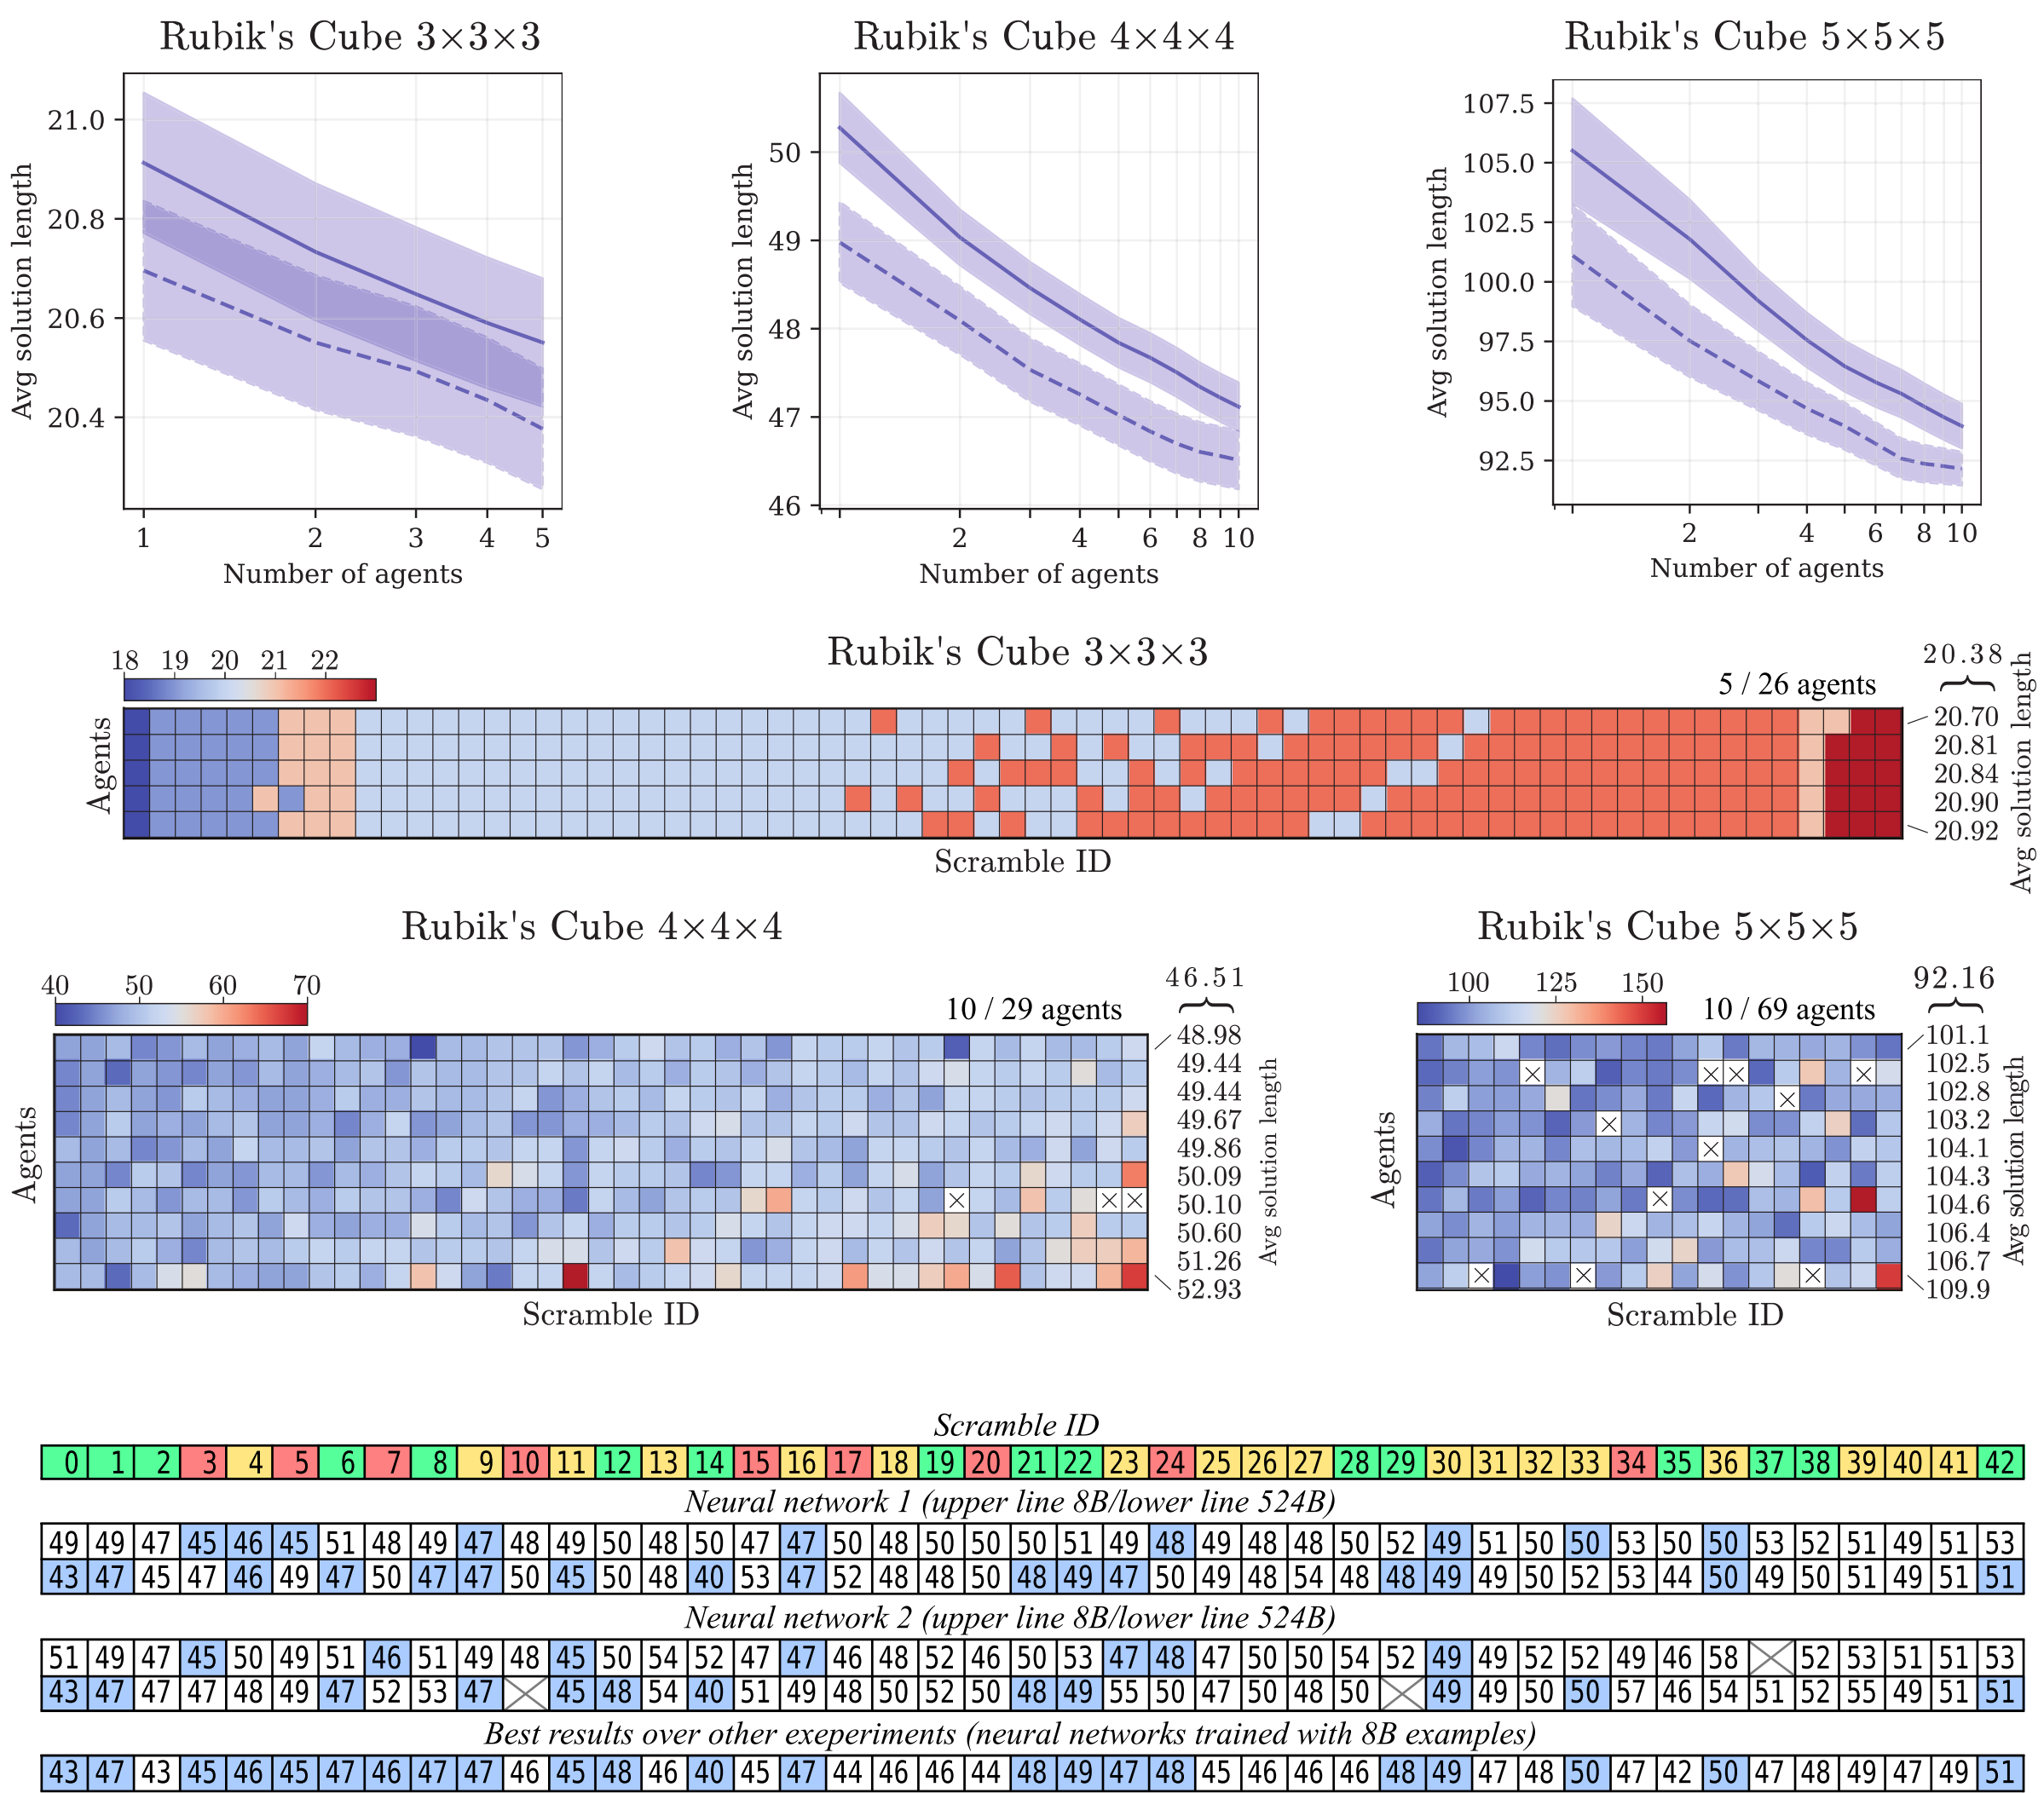 Rubik's Cube 3×3×3
Avg solution length
21.0
20.8
20.6
20.4
1 2 3 4 5
Number of agents
Rubik's Cube 4×4×4
Avg solution length
50
49
48
47
46
2 4 6 8 10
Number of agents
Rubik's Cube 5×5×5
Avg solution length
107.5
105.0
102.5
100.0
97.5
95.0
92.5
2 4 6 8 10
Number of agents
Rubik's Cube 3×3×3
18 19 20 21 22
5 / 26 agents
20.38
Agents
20.70
20.81
20.84
20.90
20.92
Avg solution length
Scramble ID
Rubik's Cube 4×4×4
40 50 60 70
10 / 29 agents
46.51
Agents
48.98
49.44
49.44
49.67
49.86
50.09
50.10
50.60
51.26
52.93
Avg solution length
Scramble ID
Rubik's Cube 5×5×5
100 125 150
10 / 69 agents
92.16
Agents
101.1
102.5
102.8
103.2
104.1
104.3
104.6
106.4
106.7
109.9
Avg solution length
Scramble ID
Scramble ID
0 1 2 3 4 5 6 7 8 9 10 11 12 13 14 15 16 17 18 19 20 21 22 23 24 25 26 27 28 29 30 31 32 33 34 35 36 37 38 39 40 41 42
Neural network 1 (upper line 8B/lower line 524B)
49 49 47 45 46 45 51 48 49 47 48 49 50 48 50 47 47 50 48 50 50 50 51 49 48 49 48 48 50 52 49 51 50 50 53 50 50 53 52 51 49 51 53
43 47 45 47 46 49 47 50 47 47 50 45 50 48 40 53 47 52 48 48 50 48 49 47 50 49 48 54 48 48 49 49 50 52 53 44 50 49 50 51 49 51 51
Neural network 2 (upper line 8B/lower line 524B)
51 49 47 45 50 49 51 46 51 49 48 45 50 54 52 47 47 46 48 52 46 50 53 47 48 47 50 50 54 52 49 49 52 52 49 46 58 52 53 51 51 53
43 47 47 47 48 49 47 52 53 47 45 48 54 40 51 49 48 50 52 50 48 49 55 50 47 50 48 50 49 49 50 50 57 46 54 51 52 55 49 51 51
Best results over other exeperiments (neural networks trained with 8B examples)
43 47 43 45 46 45 47 46 47 47 46 45 48 46 40 45 47 44 46 46 44 48 49 47 48 45 46 46 46 48 49 47 48 50 47 42 50 47 48 49 47 49 51